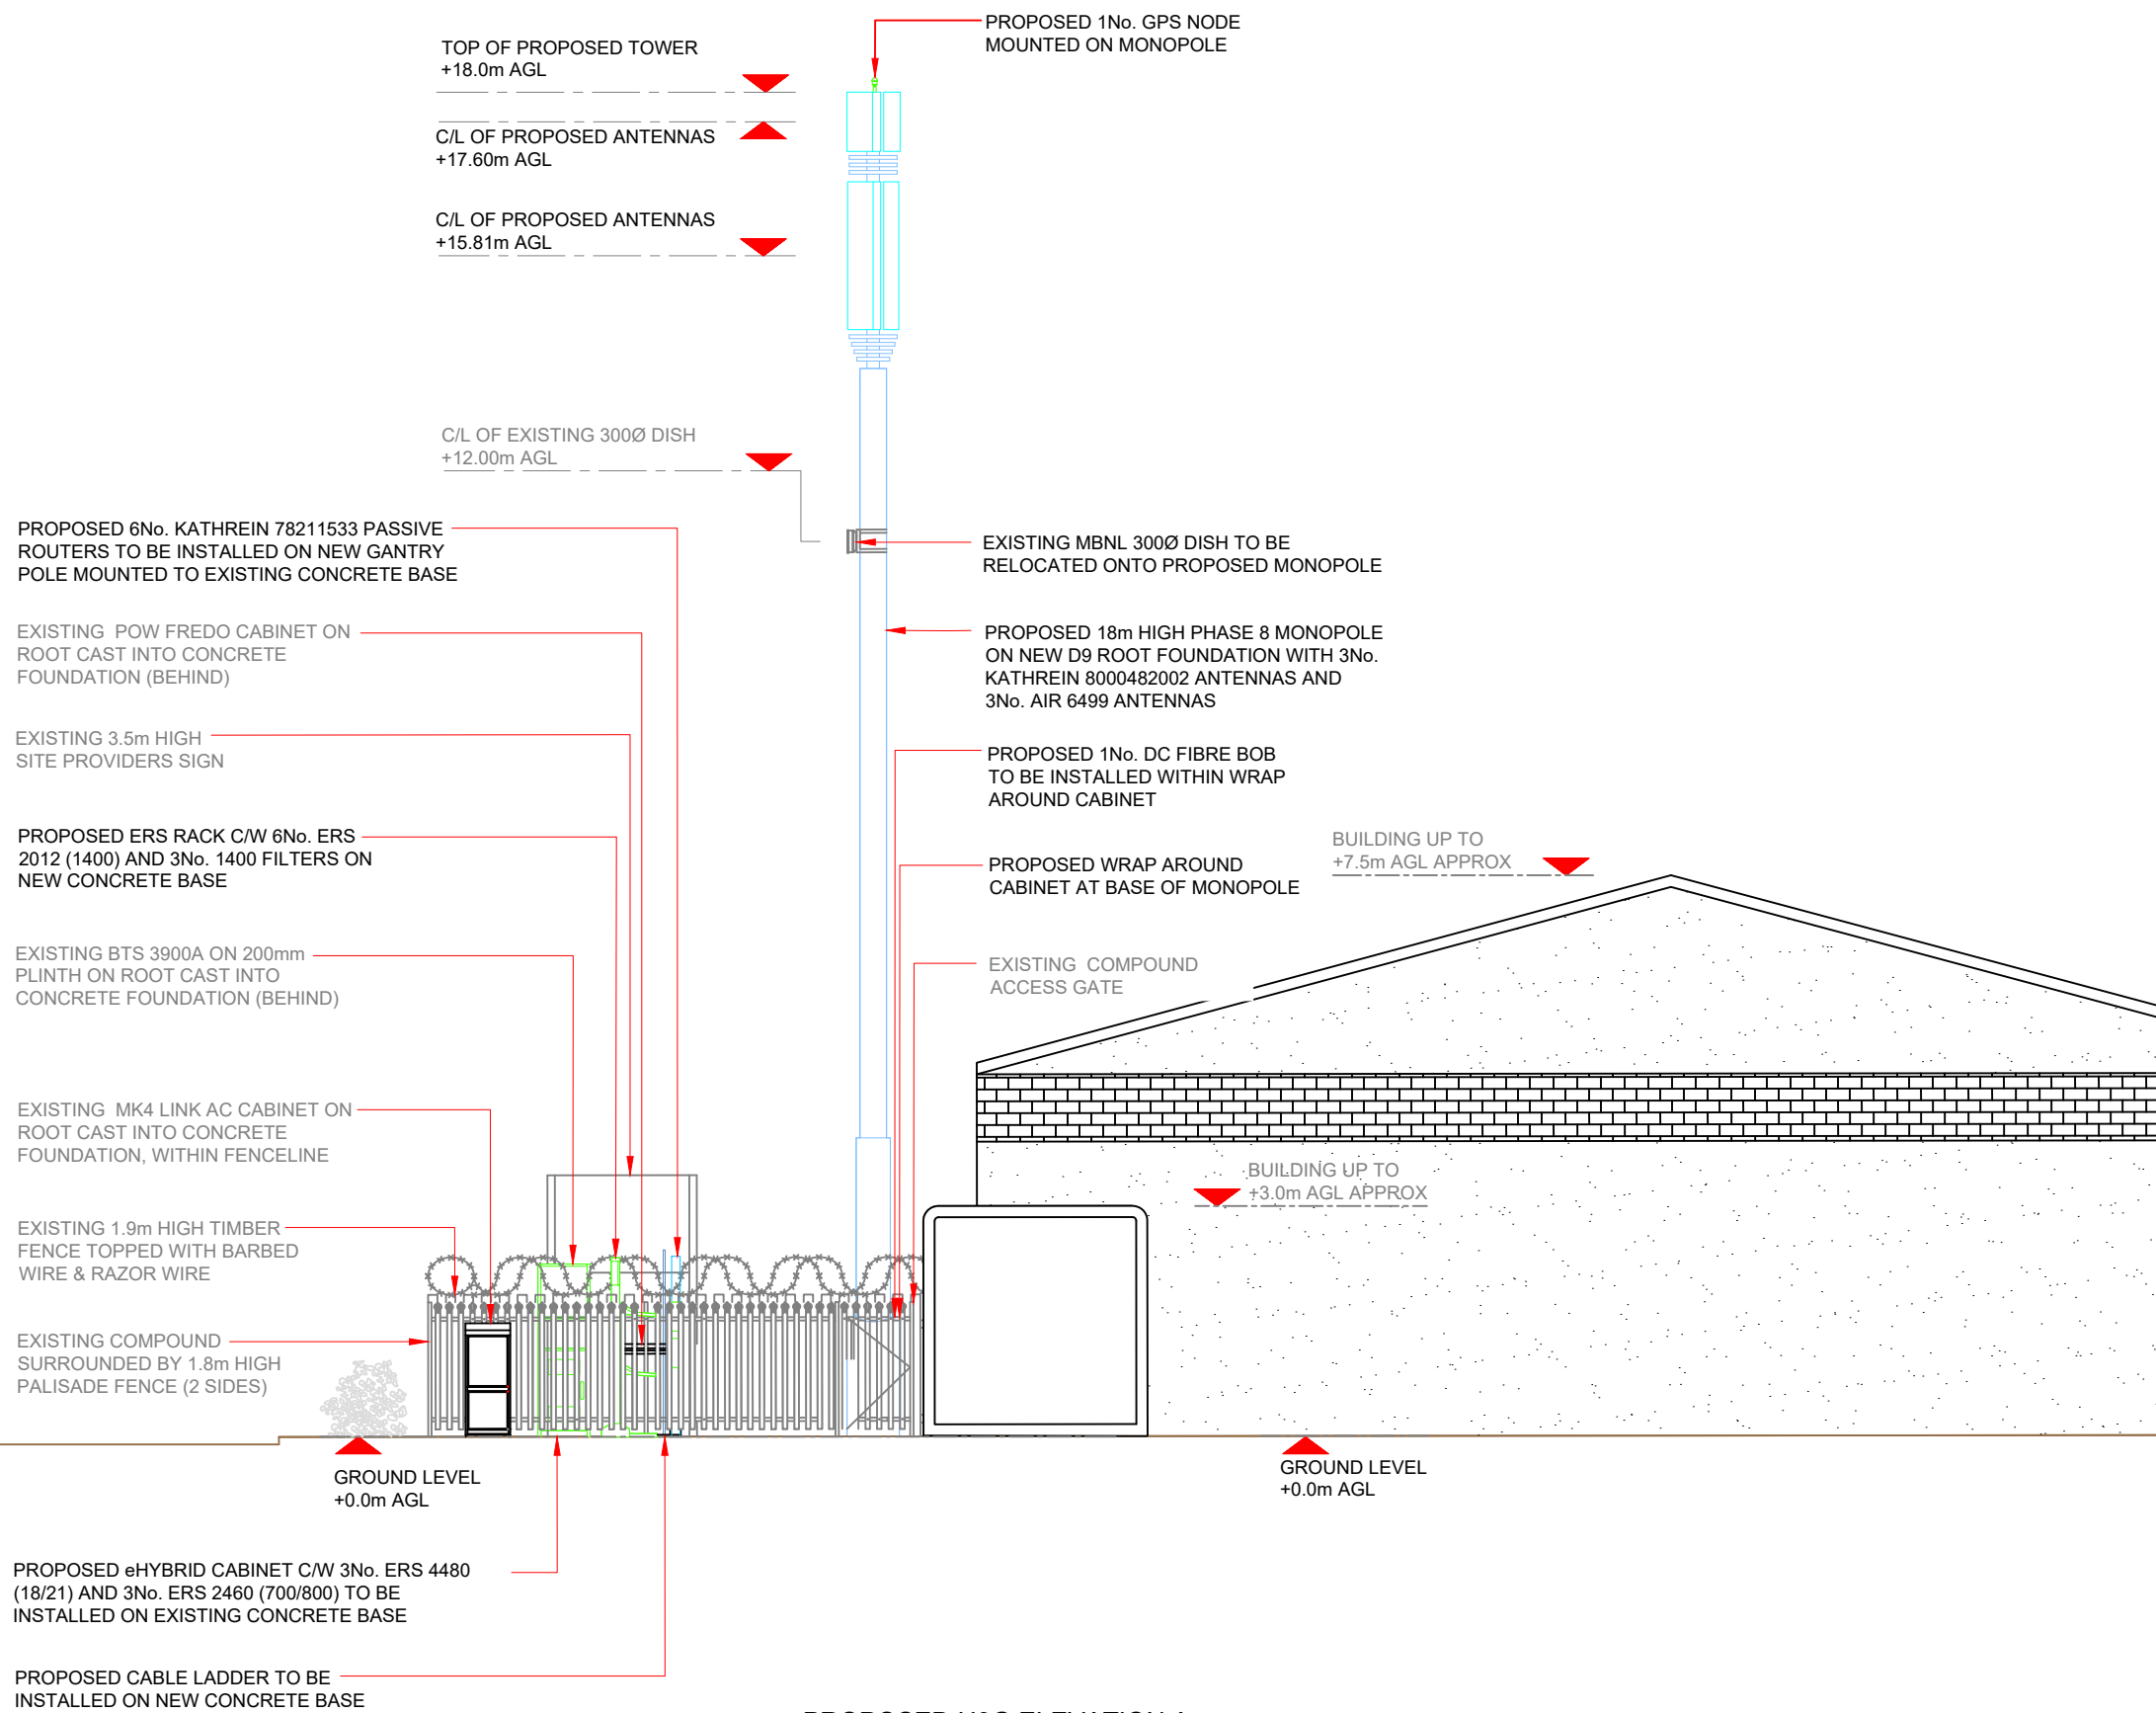 PROPOSED 1No. GPS NODE
MOUNTED ON MONOPOLE
TOP OF PROPOSED TOWER
+18.0m AGL
C/L OF PROPOSED ANTENNAS
+17.60m AGL
C/L OF PROPOSED ANTENNAS
+15.81m AGL
C/L OF EXISTING 300Ø DISH
+12.00m AGL
PROPOSED 6No. KATHREIN 78211533 PASSIVE
ROUTERS TO BE INSTALLED ON NEW GANTRY
POLE MOUNTED TO EXISTING CONCRETE BASE
EXISTING MBNL 300Ø DISH TO BE
RELOCATED ONTO PROPOSED MONOPOLE
EXISTING POW FREDO CABINET ON
ROOT CAST INTO CONCRETE
FOUNDATION (BEHIND)
PROPOSED 18m HIGH PHASE 8 MONOPOLE
ON NEW D9 ROOT FOUNDATION WITH 3No.
KATHREIN 8000482002 ANTENNAS AND
3No. AIR 6499 ANTENNAS
EXISTING 3.5m HIGH
SITE PROVIDERS SIGN
PROPOSED 1No. DC FIBRE BOB
TO BE INSTALLED WITHIN WRAP
AROUND CABINET
PROPOSED ERS RACK C/W 6No. ERS
2012 (1400) AND 3No. 1400 FILTERS ON
NEW CONCRETE BASE
BUILDING UP TO
+7.5m AGL APPROX
PROPOSED WRAP AROUND
CABINET AT BASE OF MONOPOLE
EXISTING BTS 3900A ON 200mm
PLINTH ON ROOT CAST INTO
CONCRETE FOUNDATION (BEHIND)
EXISTING COMPOUND
ACCESS GATE
EXISTING MK4 LINK AC CABINET ON
ROOT CAST INTO CONCRETE
FOUNDATION, WITHIN FENCELINE
BUILDING UP TO
+3.0m AGL APPROX
EXISTING 1.9m HIGH TIMBER
FENCE TOPPED WITH BARBED
WIRE & RAZOR WIRE
EXISTING COMPOUND
SURROUNDED BY 1.8m HIGH
PALISADE FENCE (2 SIDES)
GROUND LEVEL
+0.0m AGL
GROUND LEVEL
+0.0m AGL
PROPOSED eHYBRID CABINET C/W 3No. ERS 4480
(18/21) AND 3No. ERS 2460 (700/800) TO BE
INSTALLED ON EXISTING CONCRETE BASE
PROPOSED CABLE LADDER TO BE
INSTALLED ON NEW CONCRETE BASE